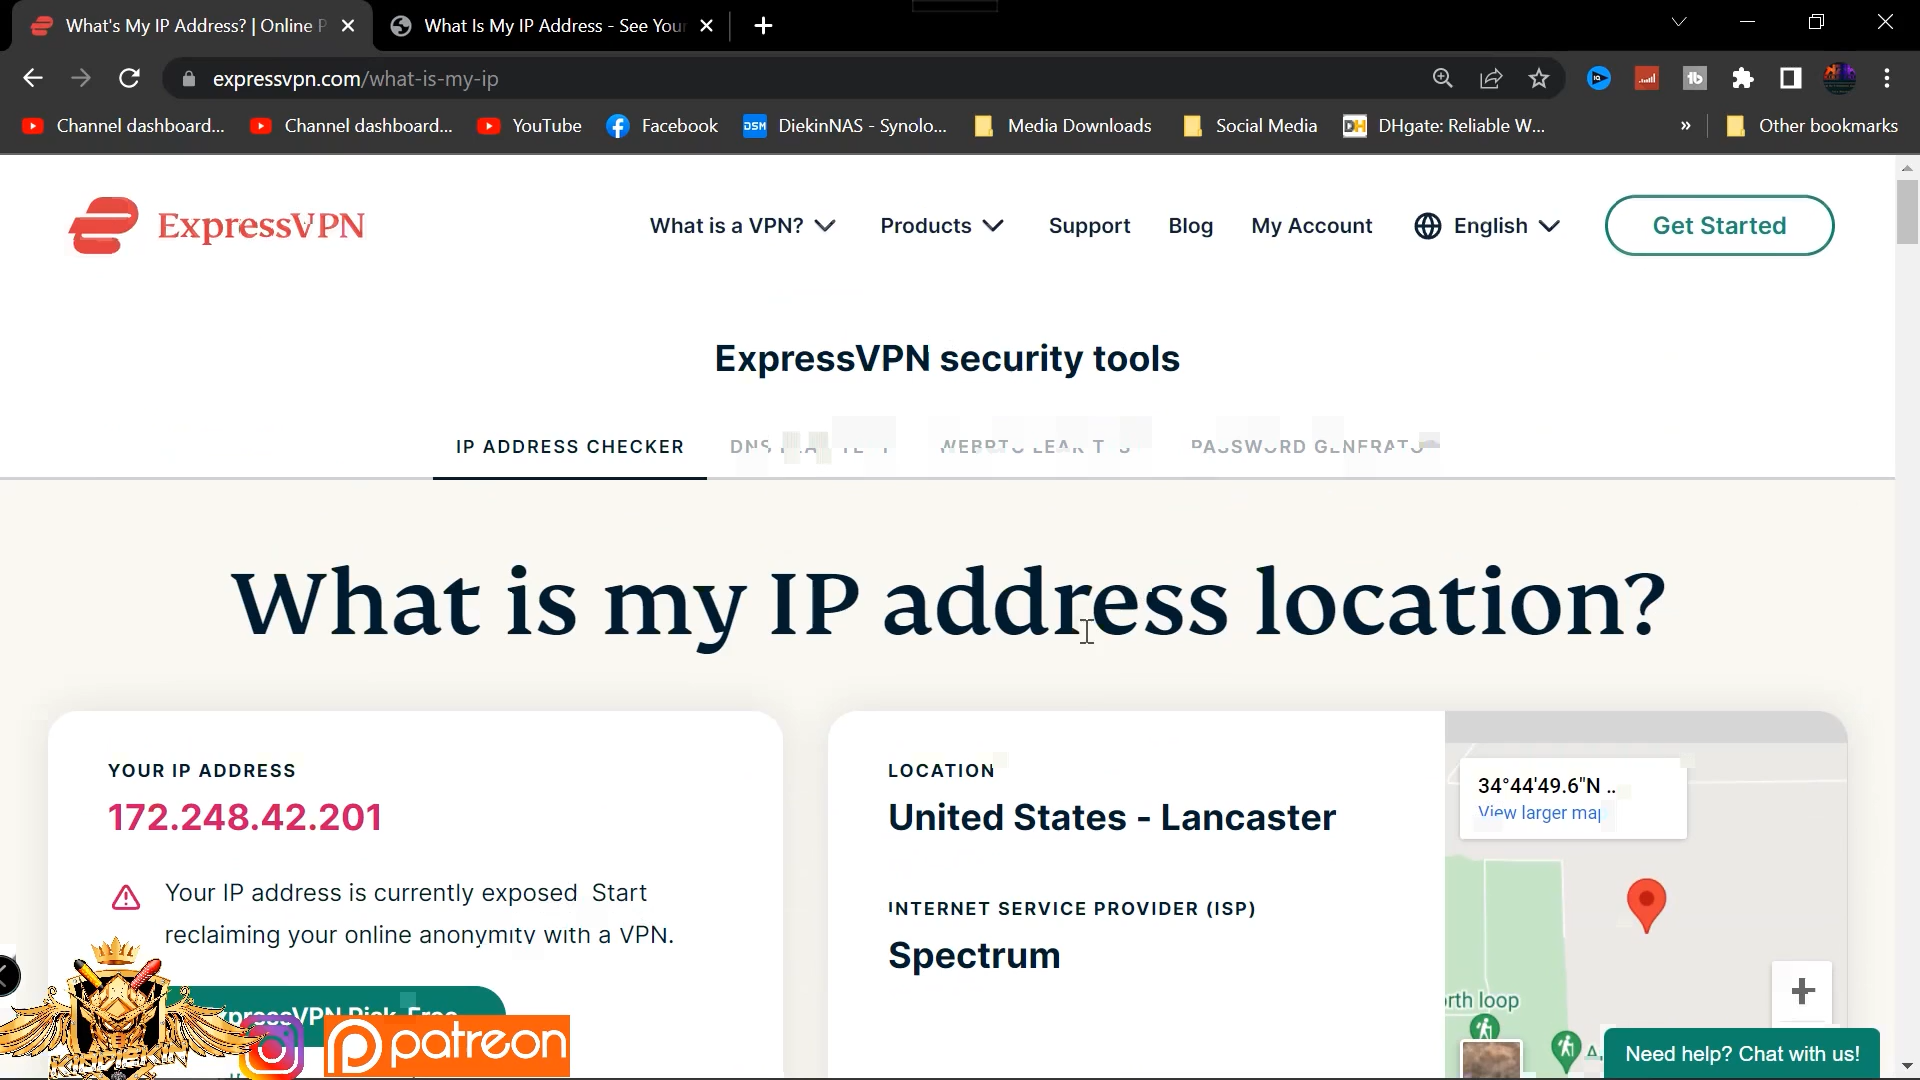 What's My IP Address? | Online P
What Is My IP Address - See Your
expressvpn.com/what-is-my-ip
Channel dashboard... Channel dashboard... YouTube Facebook DSM DiekinNAS - Synolo... Media Downloads Social Media DH DHgate: Reliable W... » Other bookmarks
ExpressVPN
What is a VPN? Products Support Blog My Account English Get Started
ExpressVPN security tools
IP ADDRESS CHECKER
What is my IP address location?
YOUR IP ADDRESS
172.248.42.201
Your IP address is currently exposed Start
reclaiming your online anonymity with a VPN.
LOCATION
United States - Lancaster
INTERNET SERVICE PROVIDER (ISP)
Spectrum
34°44'49.6"N ..
View larger map
orth loop
patreon
Need help? Chat with us!